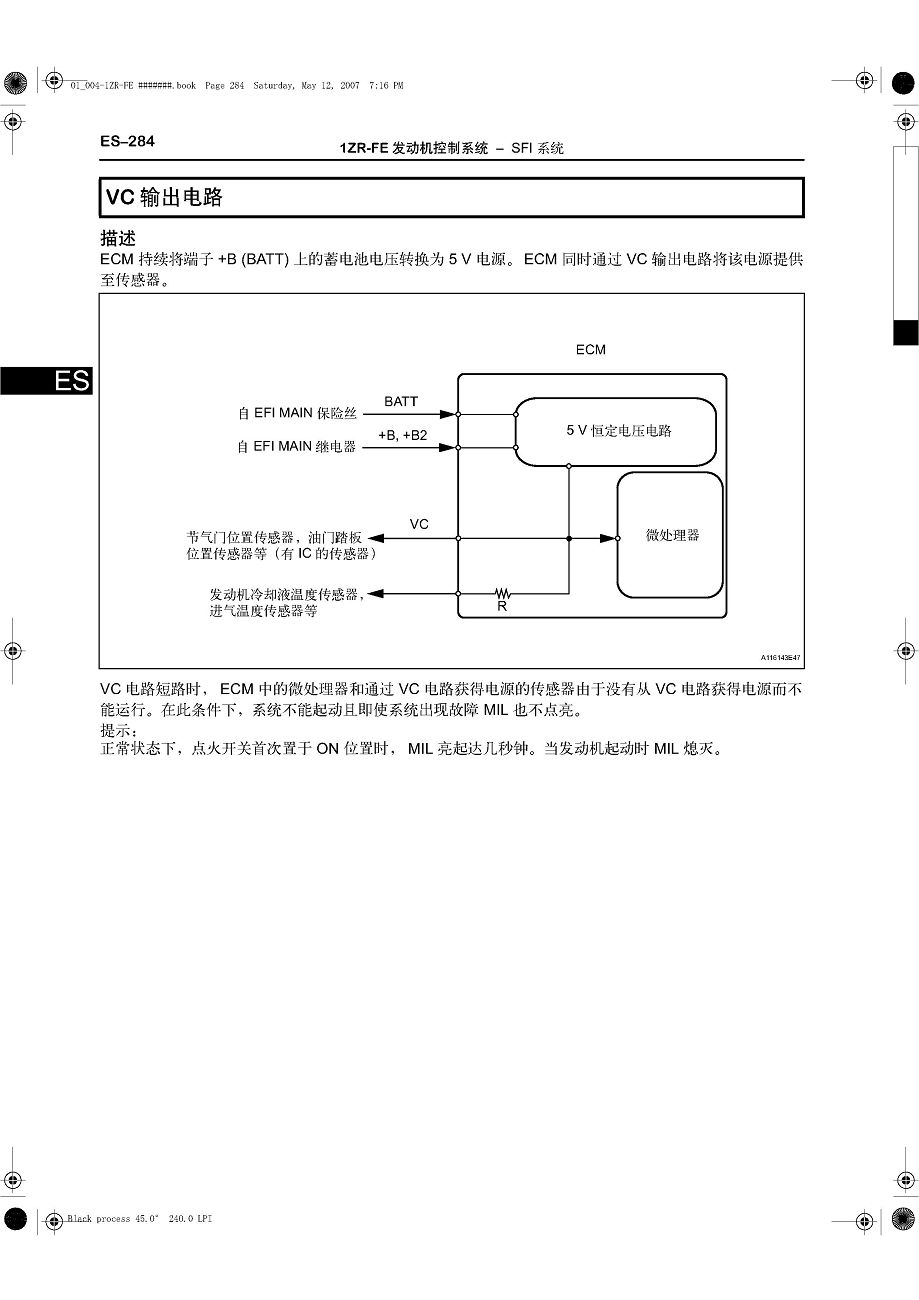 01_004-1ZR-FE #######.book  Page 284  Saturday, May 12, 2007  7:16 PM
ES–284
1ZR-FE 发动机控制系统 – SFI 系统
VC 输出电路
描述
ECM 持续将端子 +B (BATT) 上的蓄电池电压转换为 5 V 电源。 ECM 同时通过 VC 输出电路将该电源提供
至传感器。
ES
ECM
BATT
自 EFI MAIN 保险丝
5 V 恒定电压电路
+B, +B2
自 EFI MAIN 继电器
VC
节气门位置传感器，油门踏板
位置传感器等（有 IC 的传感器）
微处理器
发动机冷却液温度传感器，
进气温度传感器等
R
A116143E47
VC 电路短路时， ECM 中的微处理器和通过 VC 电路获得电源的传感器由于没有从 VC 电路获得电源而不
能运行。在此条件下，系统不能起动且即使系统出现故障 MIL 也不点亮。
提示：
正常状态下，点火开关首次置于 ON 位置时， MIL 亮起达几秒钟。当发动机起动时 MIL 熄灭。
Black process 45.0° 240.0 LPI